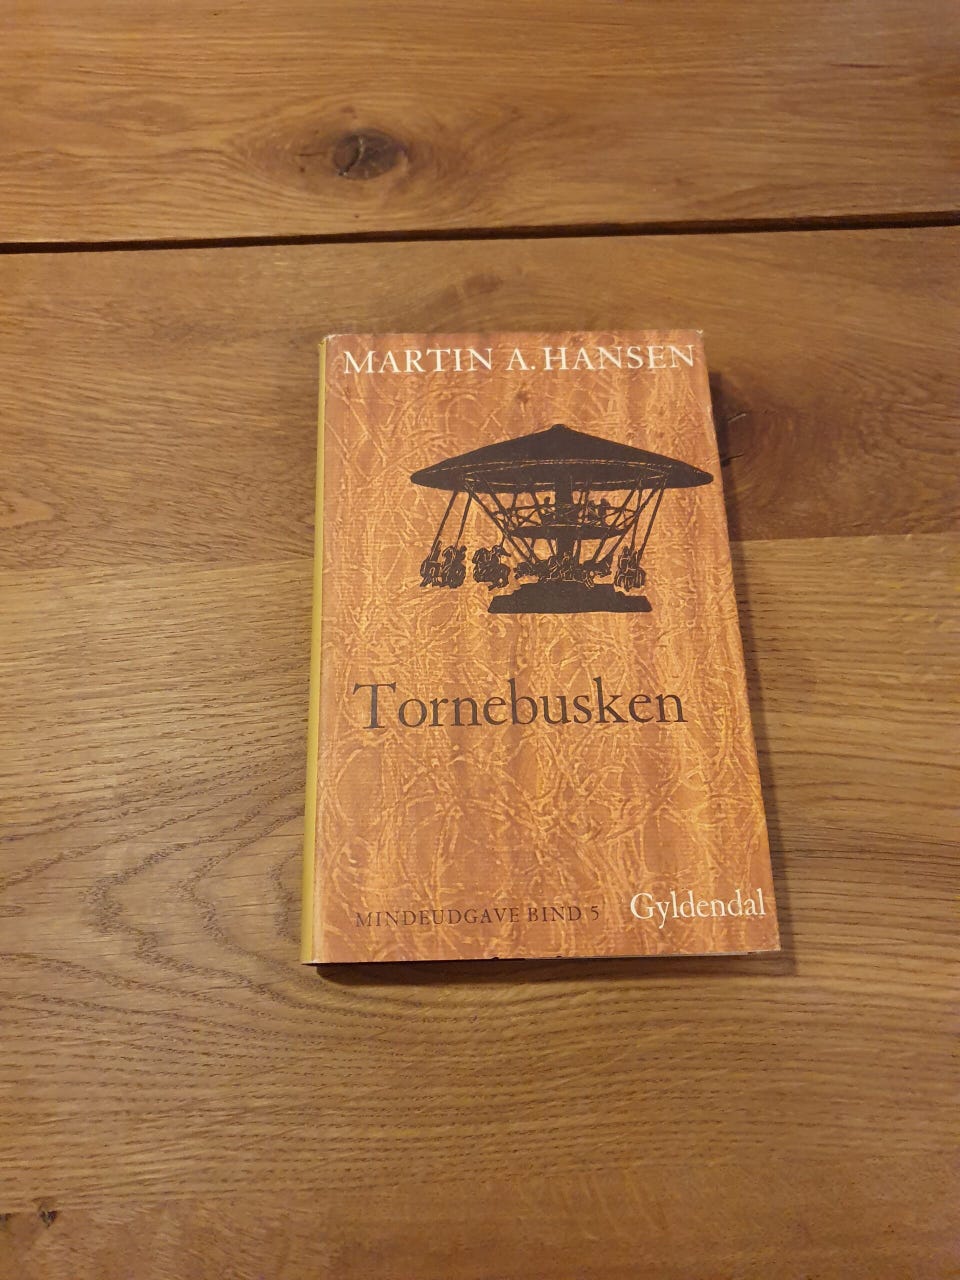 MARTIN A. HANSEN
Tornebusken
MINDEUDGAVE BIND 5
Gyldendal